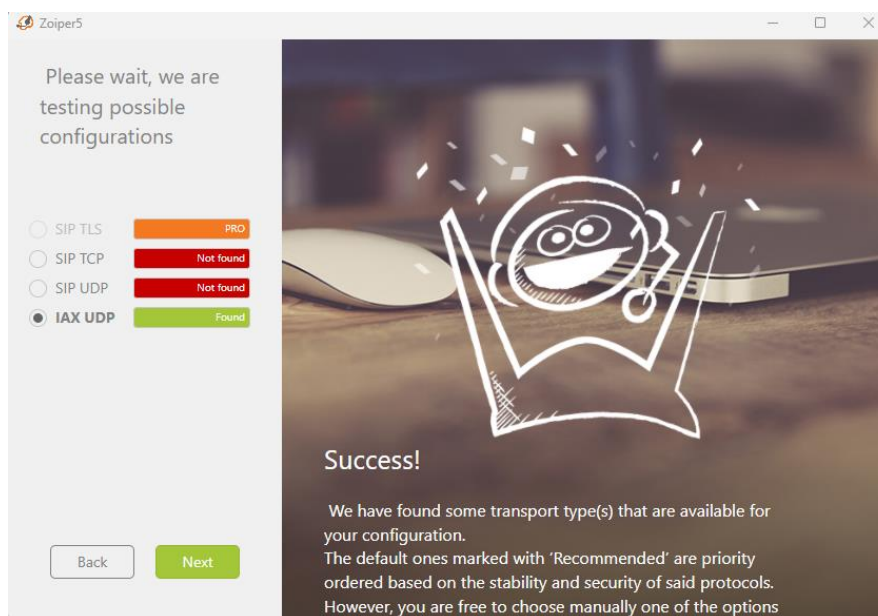 Zoiper5
Please wait, we are
testing possible
configurations
SIP TLS PRO
SIP TCP Not found
SIP UDP Not found
IAX UDP Found
Back Next
Success!
We have found some transport type(s) that are available for
your configuration.
The default ones marked with ‘Recommended’ are priority
ordered based on the stability and security of said protocols.
However, you are free to choose manually one of the options